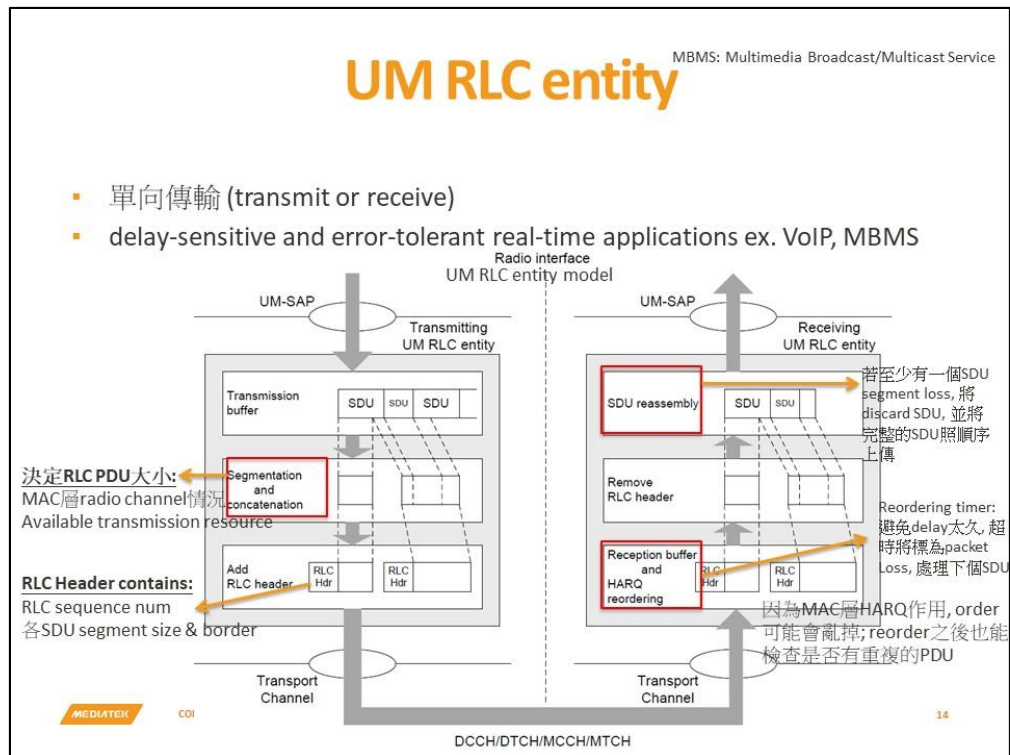 MBMS: Multimedia Broadcast/Multicast Service
UM RLC entity
▪ 單向傳輸 (transmit or receive)
▪ delay-sensitive and error-tolerant real-time applications ex. VoIP, MBMS
Radio interface
UM RLC entity model
UM-SAP
Transmitting
UM RLC entity
Transmission
buffer
SDU SDU SDU
決定RLC PDU大小:
MAC層radio channel情況
Available transmission resource
Segmentation
and
concatenation
RLC Header contains:
RLC sequence num
各SDU segment size & border
Add
RLC header
RLC
Hdr
RLC
Hdr
Transport
Channel
UM-SAP
Receiving
UM RLC entity
SDU reassembly
SDU SDU
若至少有一個SDU
segment loss, 將
discard SDU, 並將
完整的SDU照順序
上傳
Remove
RLC header
Reordering timer:
避免delay太久, 超
時將標為packet
Loss, 處理下個SDU
Reception buffer
and
HARQ
reordering
RLC
Hdr
RLC
Hdr
因為MAC層HARQ作用, order
可能會亂掉; reorder之後也能
檢查是否有重複的PDU
Transport
Channel
MEDIATEK
14
DCCH/DTCH/MCCH/MTCH